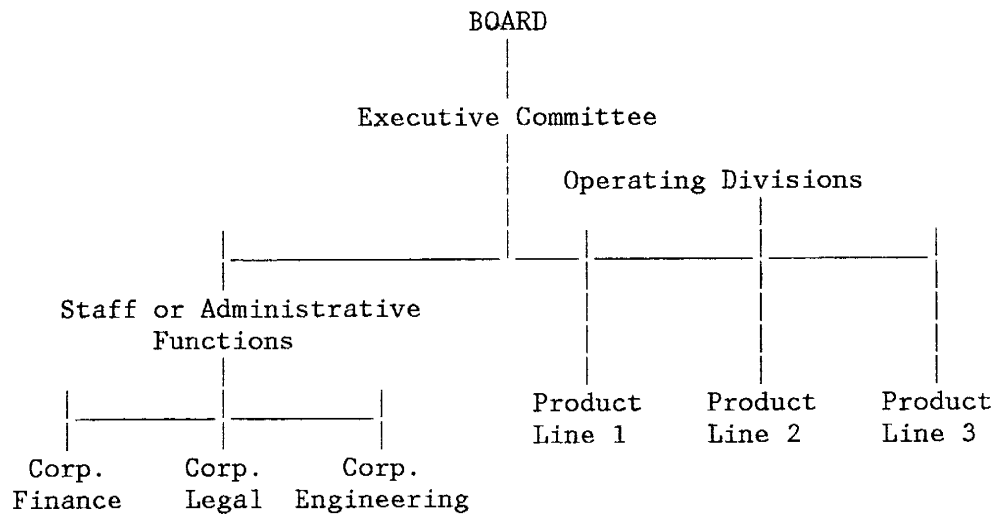 BOARD
Executive Committee
Operating Divisions
Staff or Administrative
Functions
Product Product Product
Line 1 Line 2 Line 3
Corp. Corp. Corp.
Finance Legal Engineering